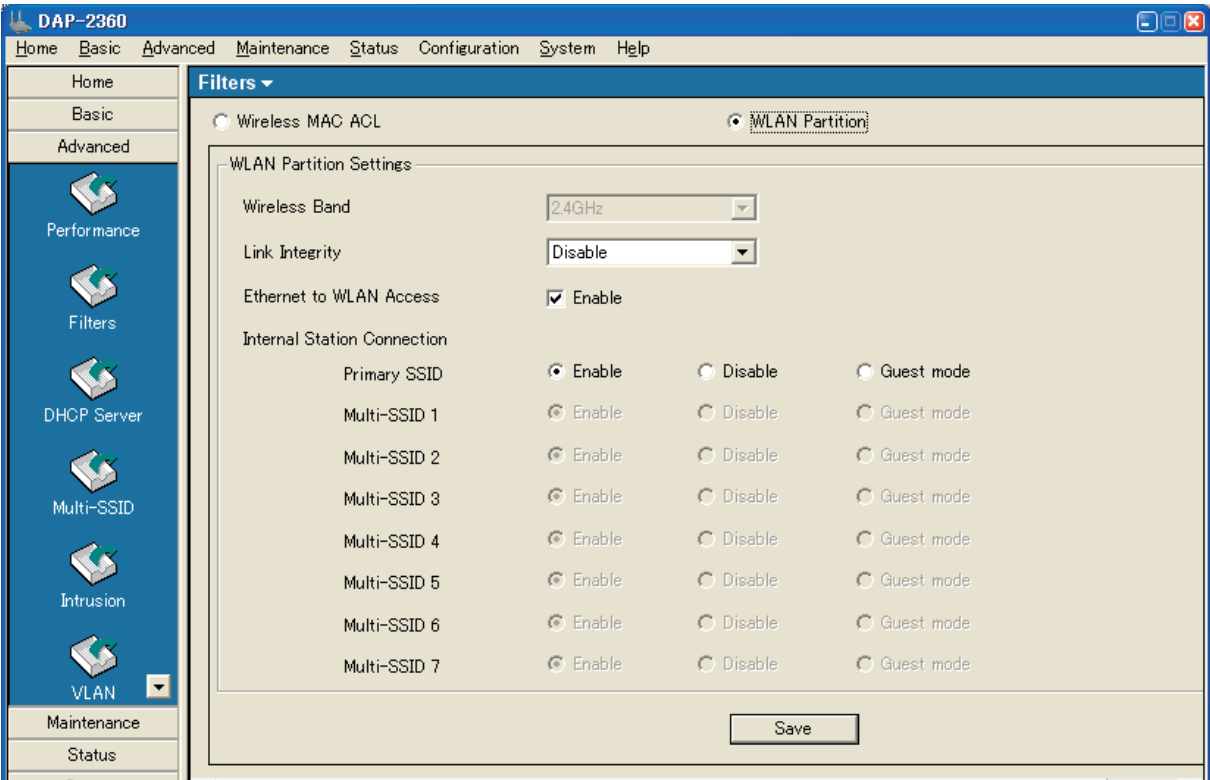 DAP-2360
Home Basic Advanced Maintenance Status Configuration System Help
Home
Basic
Advanced
Performance
Filters
DHCP Server
Multi-SSID
Intrusion
VLAN
Maintenance
Status
Filters
Wireless MAC ACL WLAN Partition
WLAN Partition Settings
Wireless Band 2.4GHz
Link Integrity Disable
Ethernet to WLAN Access Enable
Internal Station Connection
Primary SSID Enable Disable Guest mode
Multi-SSID 1 Enable Disable Guest mode
Multi-SSID 2 Enable Disable Guest mode
Multi-SSID 3 Enable Disable Guest mode
Multi-SSID 4 Enable Disable Guest mode
Multi-SSID 5 Enable Disable Guest mode
Multi-SSID 6 Enable Disable Guest mode
Multi-SSID 7 Enable Disable Guest mode
Save